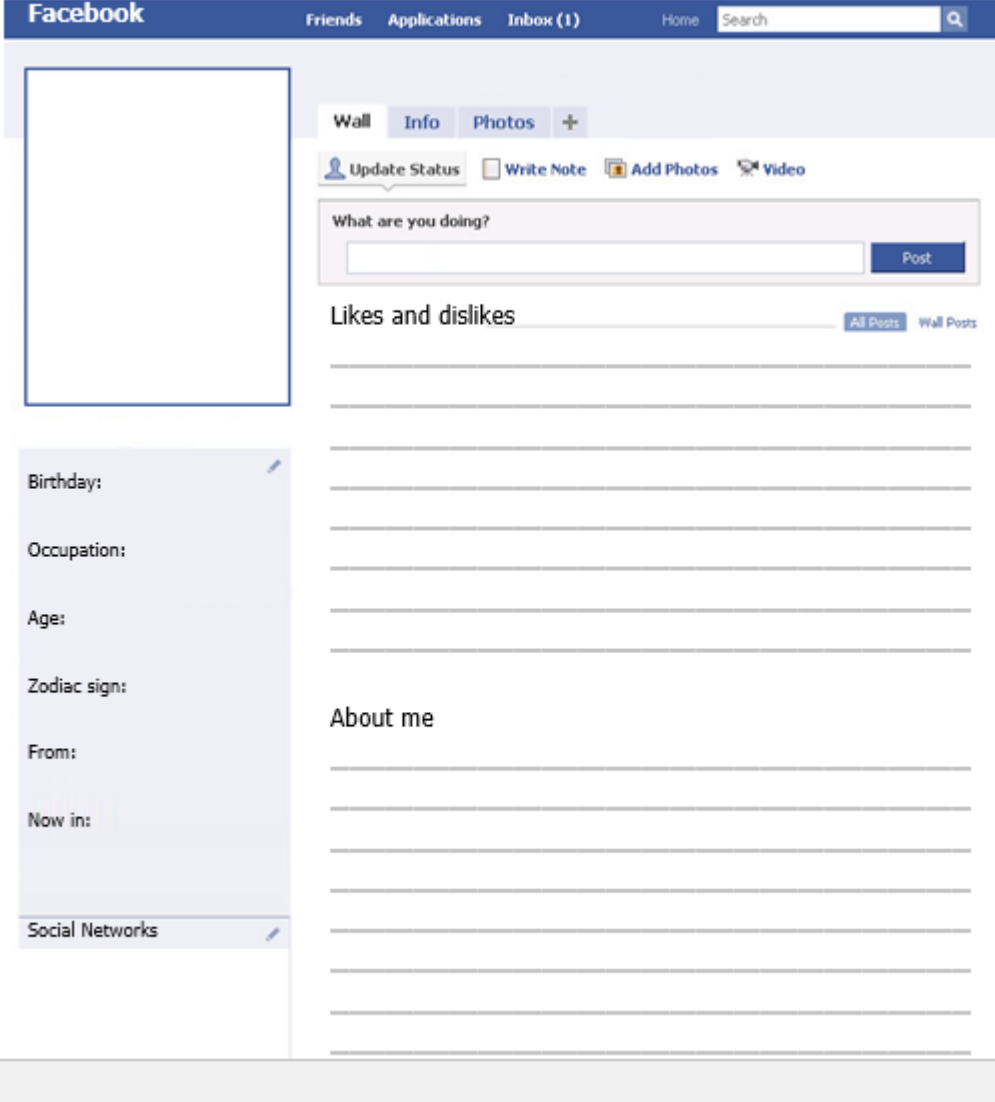 Facebook
Friends Applications Inbox (1) Home Search
Wall Info Photos
Update Status Write Note Add Photos Video
What are you doing?
Post
Likes and dislikes
All Posts Wall Posts
Birthday:
Occupation:
Age:
Zodiac sign:
From:
Now in:
Social Networks
About me